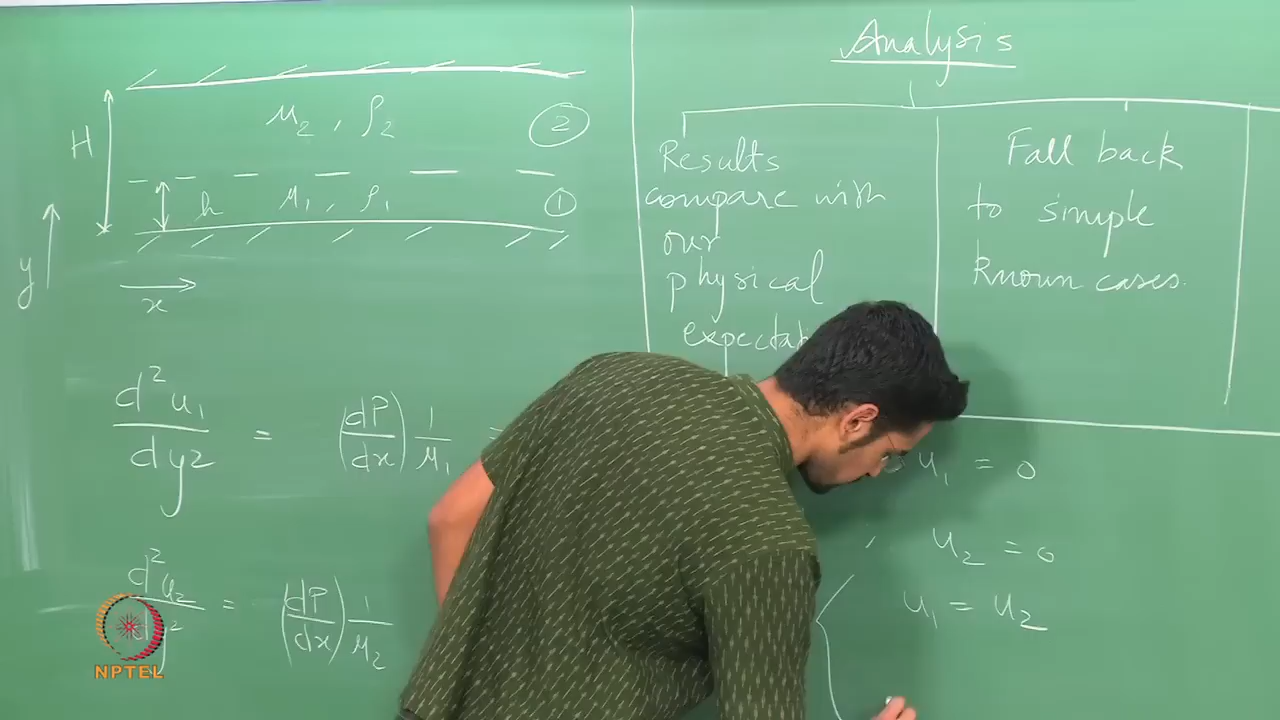 H
μ₂ , ρ₂
②
h
μ₁ , ρ₁
①
y
x
d²u₁/dy² = (dP/dx) 1/μ₁
d²u₂/dy² = (dP/dx) 1/μ₂
NPTEL
Analysis
Results
compare with
our
physical
Fall back
to simple
known cases.
u₁ = 0
u₂ = 0
u₁ = u₂